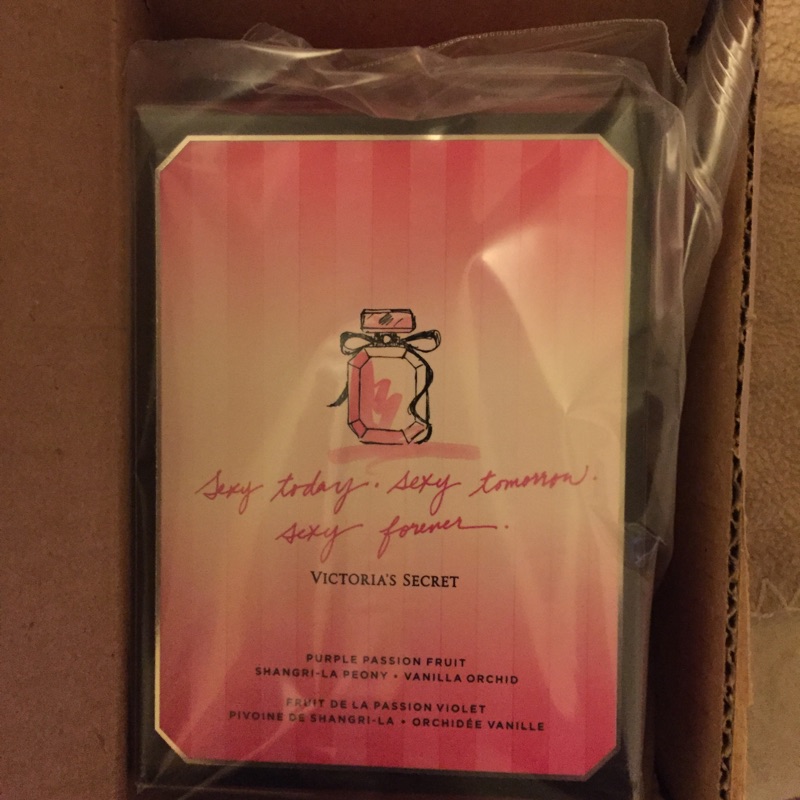 Sexy today. Sexy tomorrow.
Sexy forever.
VICTORIA'S SECRET
PURPLE PASSION FRUIT
SHANGRI-LA PEONY • VANILLA ORCHID
FRUIT DE LA PASSION VIOLET
PIVOINE DE SHANGRI-LA • ORCHIDÉE VANILLE